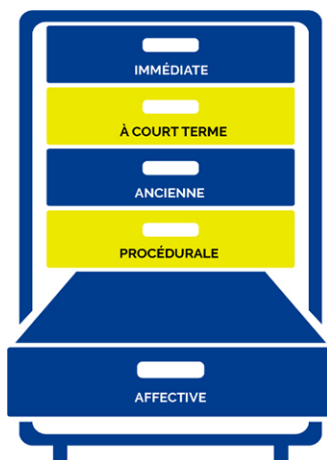 IMMÉDIATE
À COURT TERME
ANCIENNE
PROCÉDURALE
AFFECTIVE